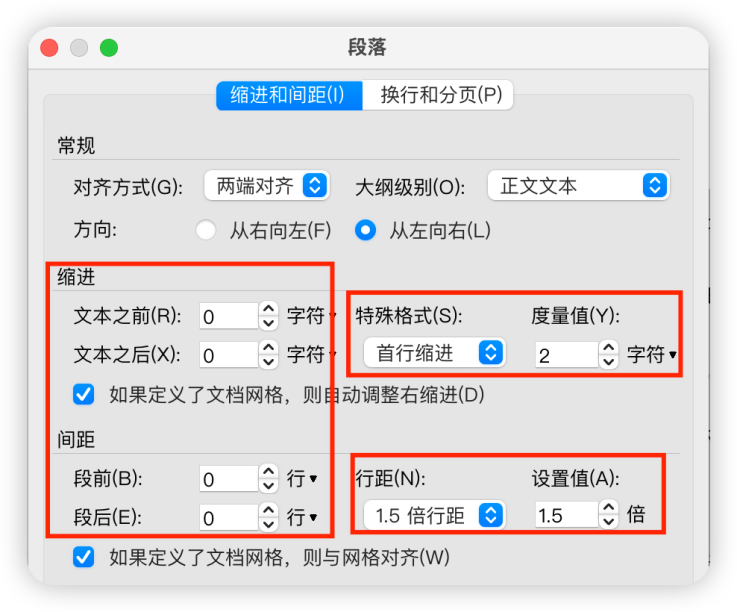 段落
缩进和间距(I) 换行和分页(P)
常规
对齐方式(G): 两端对齐 大纲级别(O): 正文文本
方向: 从右向左(F) 从左向右(L)
缩进
文本之前(R): 0 字符 特殊格式(S): 度量值(Y):
文本之后(X): 0 字符 首行缩进 2 字符
如果定义了文档网格，则自动调整右缩进(D)
间距
段前(B): 0 行 行距(N): 设置值(A):
段后(E): 0 行 1.5 倍行距 1.5 倍
如果定义了文档网格，则与网格对齐(W)